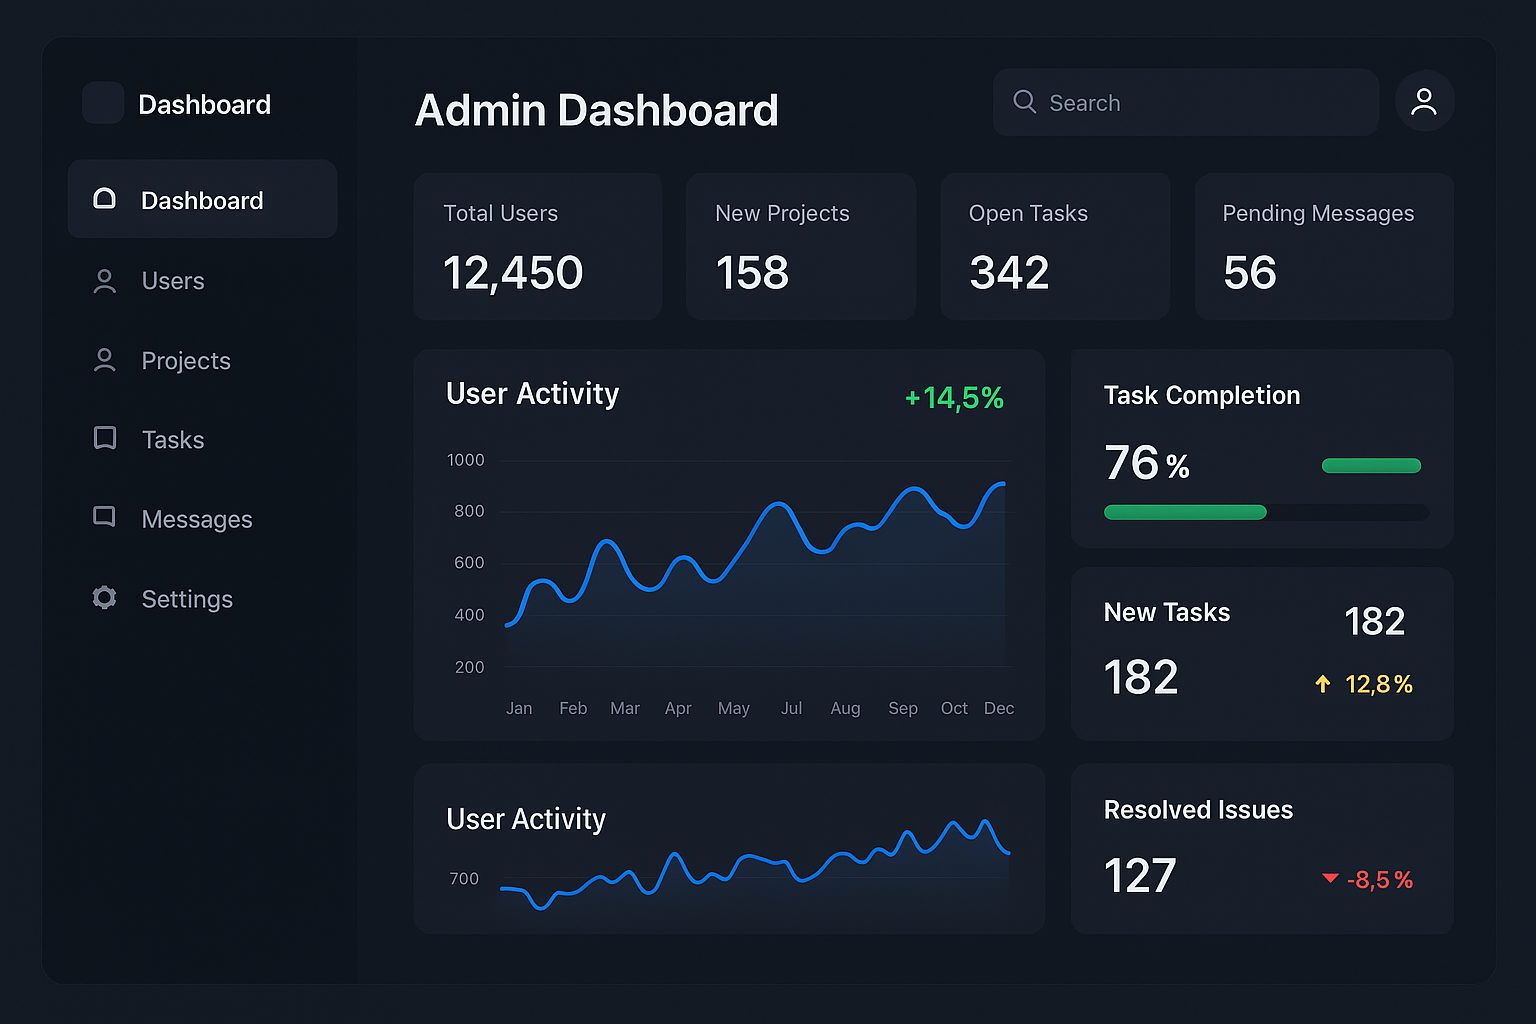 Dashboard
Dashboard
Users
Projects
Tasks
Messages
Settings
Admin Dashboard
Search
Total Users
12,450
New Projects
158
Open Tasks
342
Pending Messages
56
User Activity
+14,5%
1000
800
600
400
200
Jan Feb Mar Apr May Jul Aug Sep Oct Dec
Task Completion
76 %
New Tasks
182
182
12,8%
User Activity
700
Resolved Issues
127
-8,5%